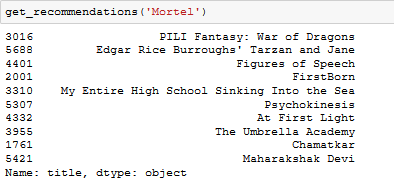 get_recommendations('Mortel')
3016 PILI Fantasy: War of Dragons
5688 Edgar Rice Burroughs' Tarzan and Jane
4401 Figures of Speech
2001 FirstBorn
3310 My Entire High School Sinking Into the Sea
5307 Psychokinesis
4332 At First Light
3955 The Umbrella Academy
1761 Chamatkar
5421 Maharakshak Devi
Name: title, dtype: object